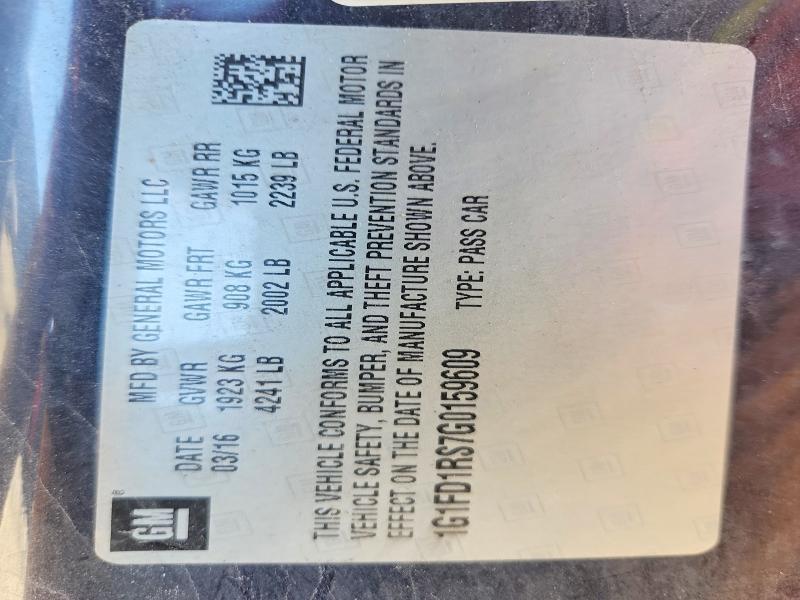 GM
MFD BY GENERAL MOTORS LLC
DATE GVWR GAWR FRT GAWR RR
03/16 1923 KG 908 KG 1015 KG
4241 LB 2002 LB 2239 LB
THIS VEHICLE CONFORMS TO ALL APPLICABLE U.S. FEDERAL MOTOR
VEHICLE SAFETY, BUMPER, AND THEFT PREVENTION STANDARDS IN
EFFECT ON THE DATE OF MANUFACTURE SHOWN ABOVE.
1G1FD1RS7G0159609 TYPE: PASS CAR